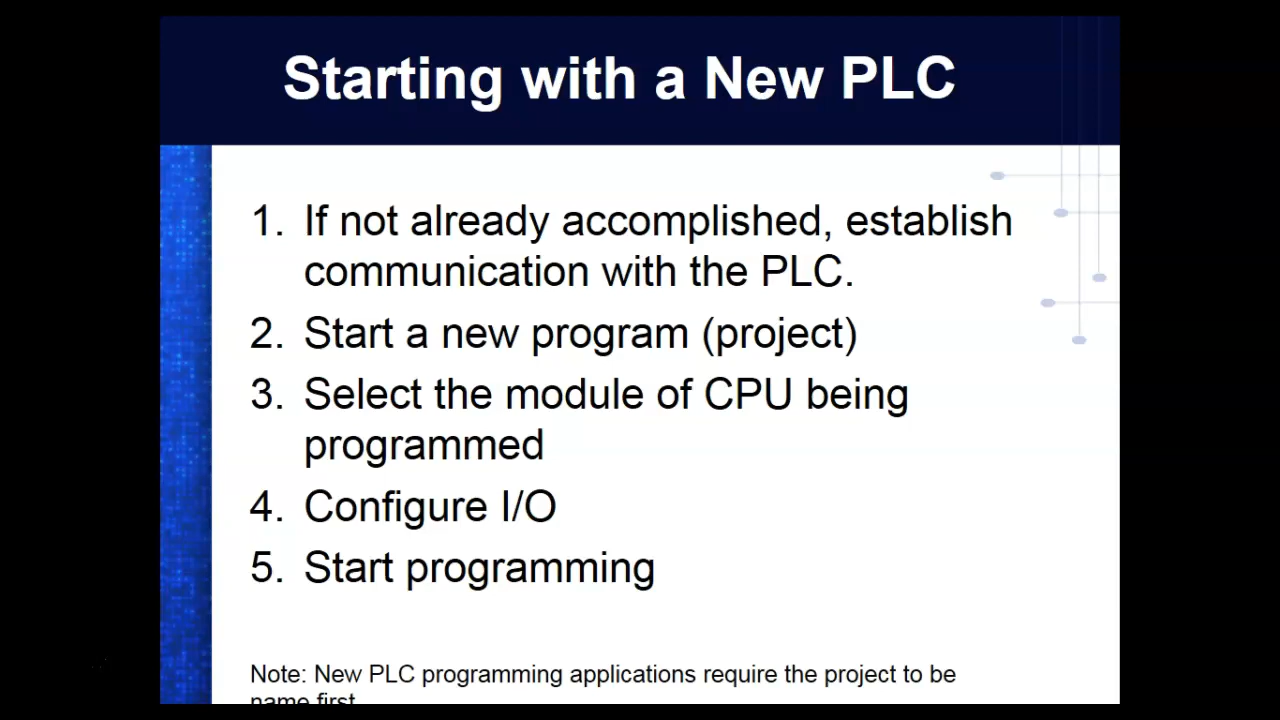 Starting with a New PLC
1. If not already accomplished, establish
communication with the PLC.
2. Start a new program (project)
3. Select the module of CPU being
programmed
4. Configure I/O
5. Start programming
Note: New PLC programming applications require the project to be
name first